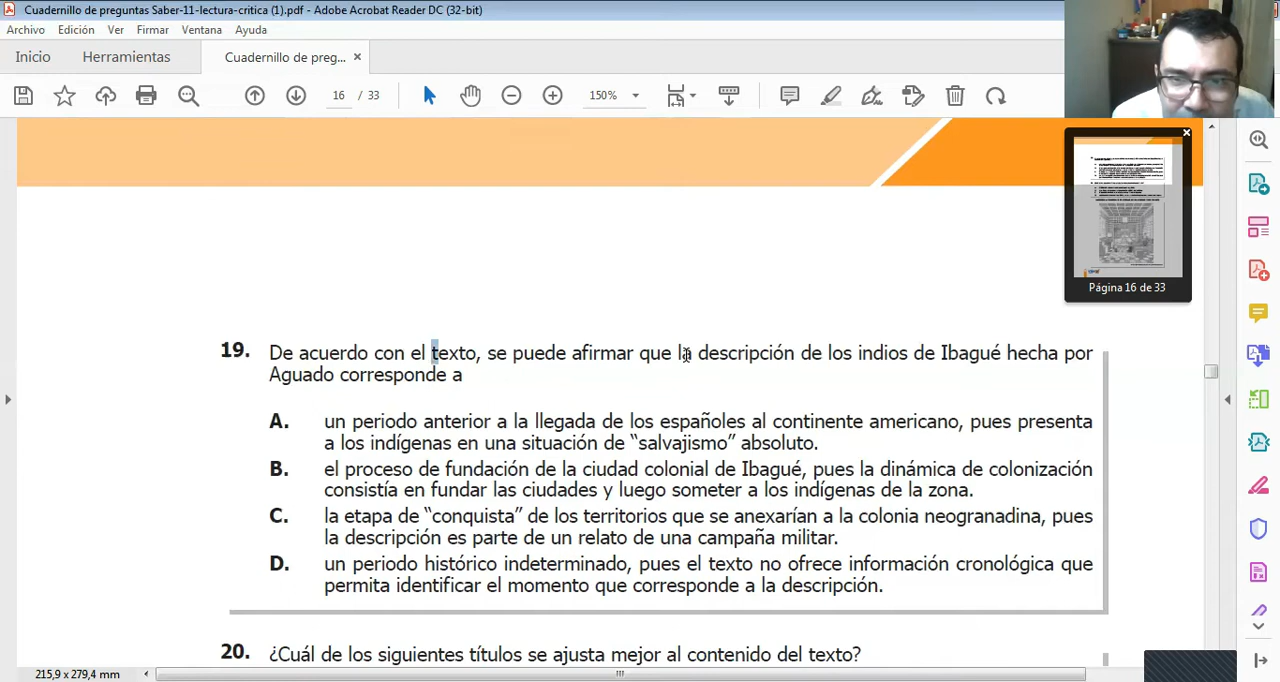 Cuadernillo de preguntas Saber-11-lectura-critica (1).pdf - Adobe Acrobat Reader DC (32-bit)
Archivo Edición Ver Firmar Ventana Ayuda
Inicio Herramientas Cuadernillo de preg... ×
16 / 33 150%
Página 16 de 33
19. De acuerdo con el texto, se puede afirmar que la descripción de los indios de Ibagué hecha por
Aguado corresponde a
A. un periodo anterior a la llegada de los españoles al continente americano, pues presenta
a los indígenas en una situación de “salvajismo” absoluto.
B. el proceso de fundación de la ciudad colonial de Ibagué, pues la dinámica de colonización
consistía en fundar las ciudades y luego someter a los indígenas de la zona.
C. la etapa de “conquista” de los territorios que se anexarían a la colonia neogranadina, pues
la descripción es parte de un relato de una campaña militar.
D. un periodo histórico indeterminado, pues el texto no ofrece información cronológica que
permita identificar el momento que corresponde a la descripción.
20. ¿Cuál de los siguientes títulos se ajusta mejor al contenido del texto?
215,9 x 279,4 mm